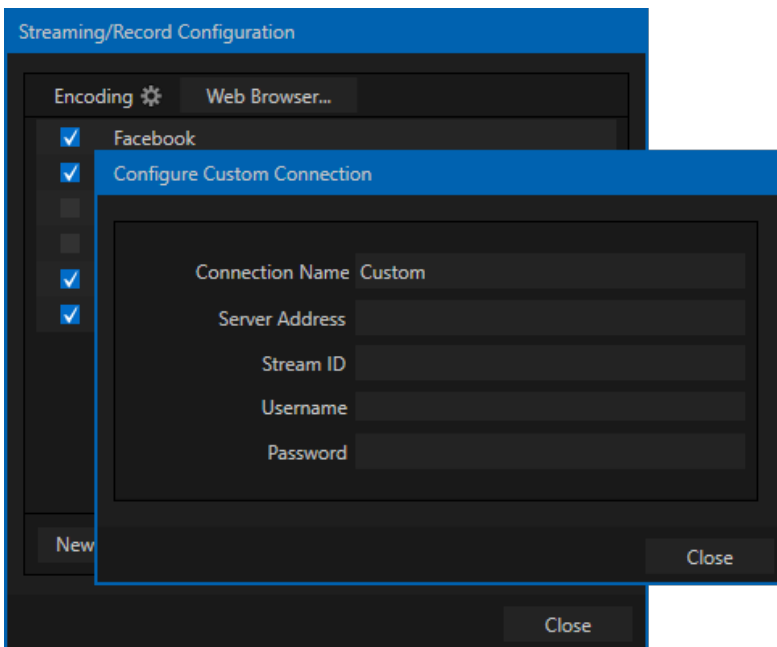 Streaming/Record Configuration
Encoding Web Browser...
Facebook
Configure Custom Connection
Connection Name Custom
Server Address
Stream ID
Username
Password
New
Close
Close